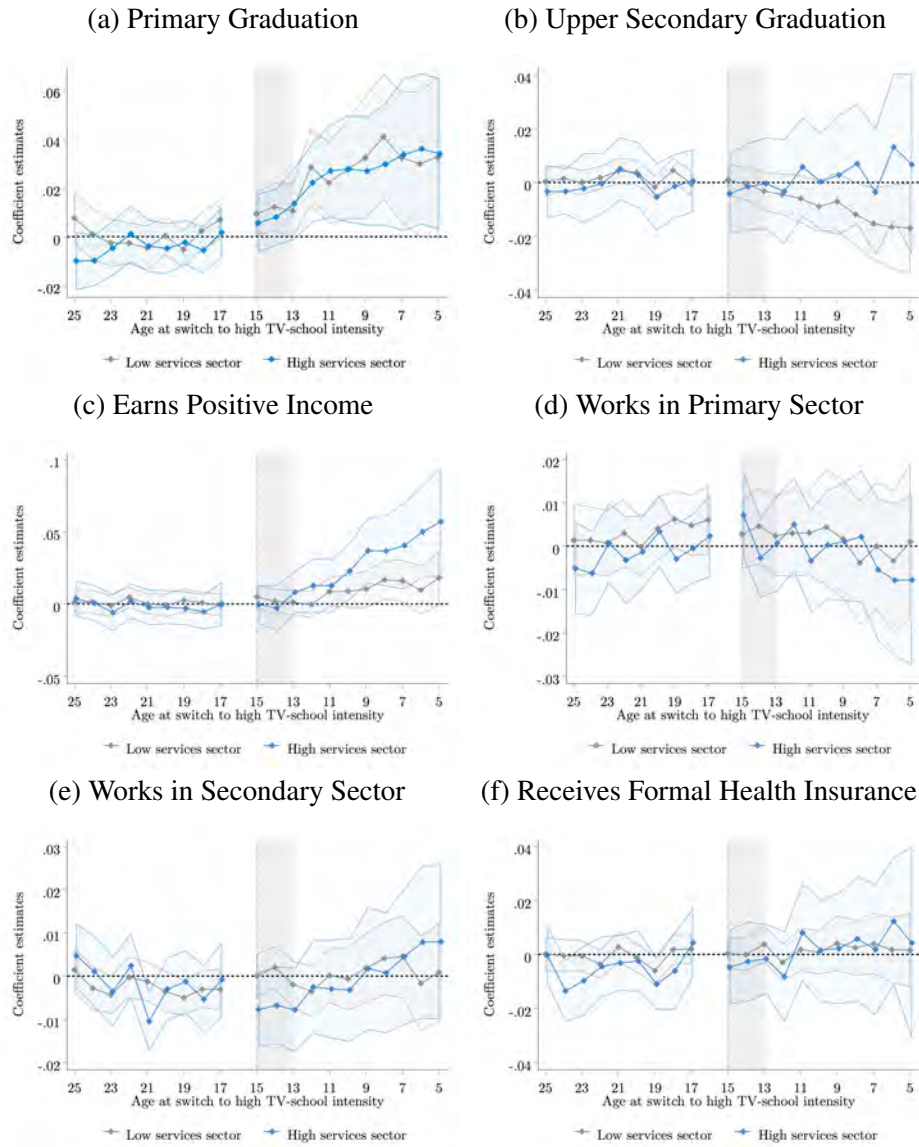 (a) Primary Graduation
Coefficient estimates
.06
.04
.02
0
-.02
25 23 21 19 17 15 13 11 9 7 5
Age at switch to high TV-school intensity
Low services sector High services sector
(b) Upper Secondary Graduation
Coefficient estimates
.04
.02
0
-.02
-.04
25 23 21 19 17 15 13 11 9 7 5
Age at switch to high TV-school intensity
Low services sector High services sector
(c) Earns Positive Income
Coefficient estimates
.1
.05
0
-.05
25 23 21 19 17 15 13 11 9 7 5
Age at switch to high TV-school intensity
Low services sector High services sector
(d) Works in Primary Sector
Coefficient estimates
.02
.01
0
-.01
-.02
-.03
25 23 21 19 17 15 13 11 9 7 5
Age at switch to high TV-school intensity
Low services sector High services sector
(e) Works in Secondary Sector
Coefficient estimates
.03
.02
.01
0
-.01
-.02
25 23 21 19 17 15 13 11 9 7 5
Age at switch to high TV-school intensity
Low services sector High services sector
(f) Receives Formal Health Insurance
Coefficient estimates
.04
.02
0
-.02
-.04
25 23 21 19 17 15 13 11 9 7 5
Age at switch to high TV-school intensity
Low services sector High services sector